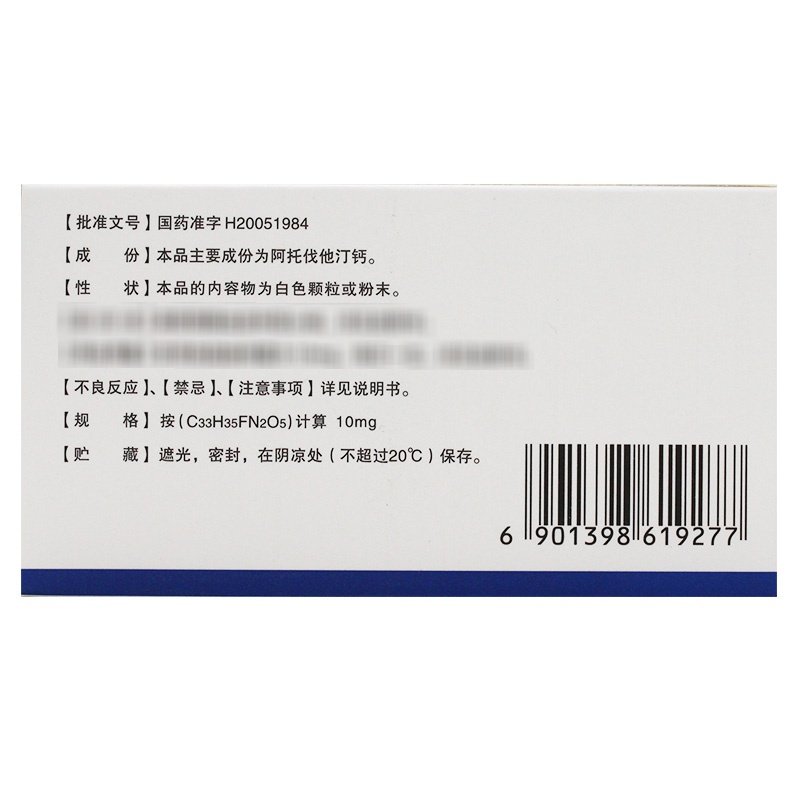 【批准文号】国药准字H20051984
【成　　份】本品主要成份为阿托伐他汀钙。
【性　　状】本品的内容物为白色颗粒或粉末。
【不良反应】、【禁忌】、【注意事项】详见说明书。
【规　　格】按(C33H35FN2O5)计算 10mg
【贮　　藏】遮光，密封，在阴凉处（不超过20℃）保存。
6 901398 619277